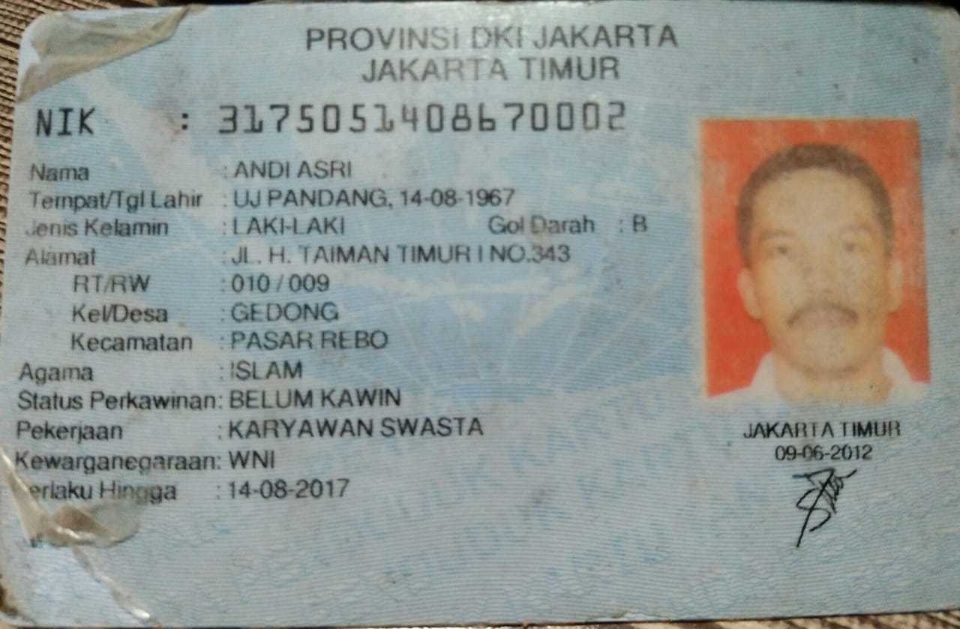 PROVINSI DKI JAKARTA
JAKARTA TIMUR
NIK : 3175051408670002
Nama : ANDI ASRI
Tempat/Tgl Lahir : UJ PANDANG, 14-08-1967
Jenis Kelamin : LAKI-LAKI Gol Darah : B
Alamat : JL. H. TAIMAN TIMUR I NO.343
RT/RW : 010 / 009
Kel/Desa : GEDONG
Kecamatan : PASAR REBO
Agama : ISLAM
Status Perkawinan: BELUM KAWIN
Pekerjaan : KARYAWAN SWASTA
Kewarganegaraan: WNI
erlaku Hingga : 14-08-2017
JAKARTA TIMUR
09-06-2012